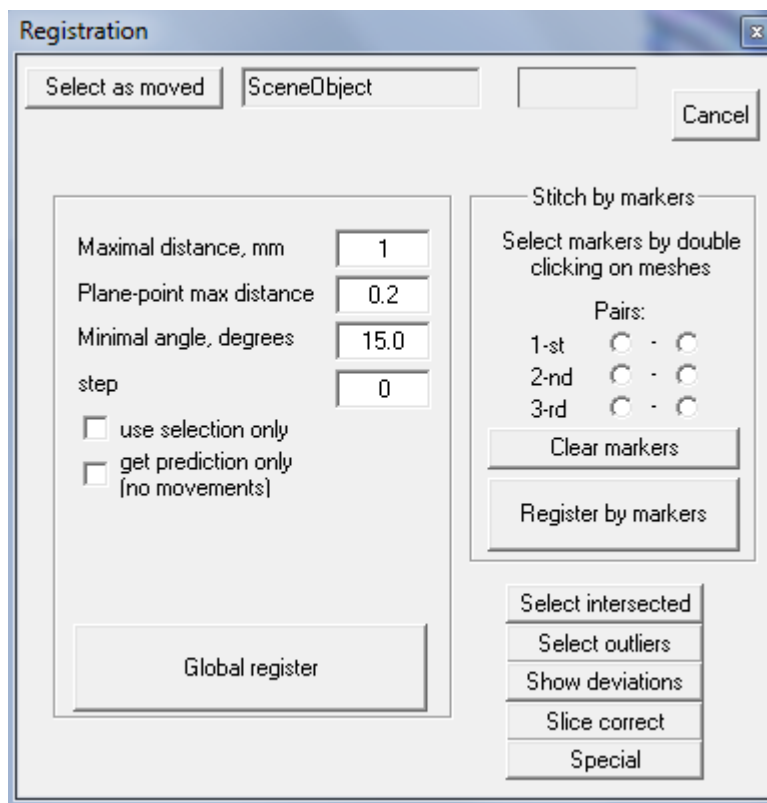 Registration
Select as moved SceneObject
Cancel
Maximal distance, mm 1
Plane-point max distance 0.2
Minimal angle, degrees 15.0
step 0
use selection only
get prediction only
(no movements)
Global register
Stitch by markers
Select markers by double
clicking on meshes
Pairs:
1-st -
2-nd -
3-rd -
Clear markers
Register by markers
Select intersected
Select outliers
Show deviations
Slice correct
Special